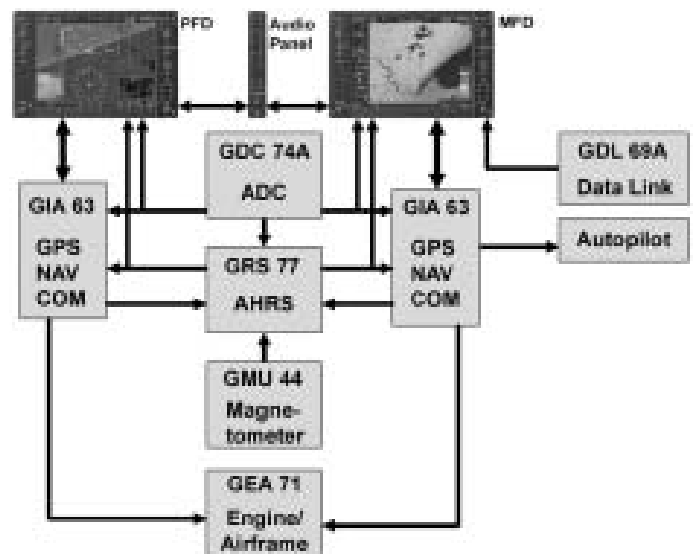 PFD
Audio
Panel
MFD
GDC 74A
ADC
GDL 69A
Data Link
GIA 63
GPS
NAV
COM
GIA 63
GPS
NAV
COM
Autopilot
GRS 77
AHRS
GMU 44
Magne-
tometer
GEA 71
Engine/
Airframe